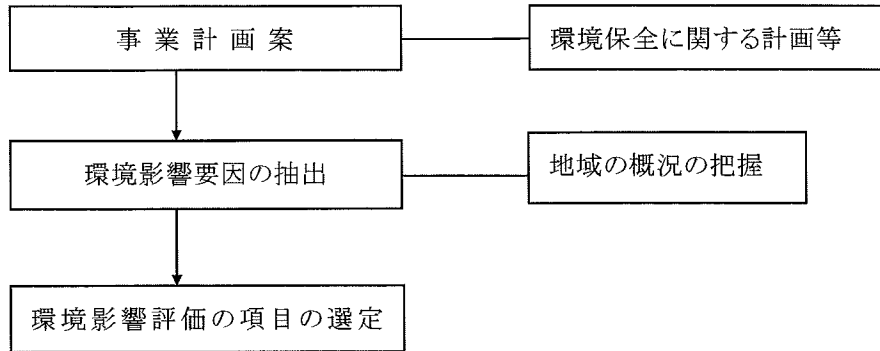 事業計画案
環境保全に関する計画等
環境影響要因の抽出
地域の概況の把握
環境影響評価の項目の選定